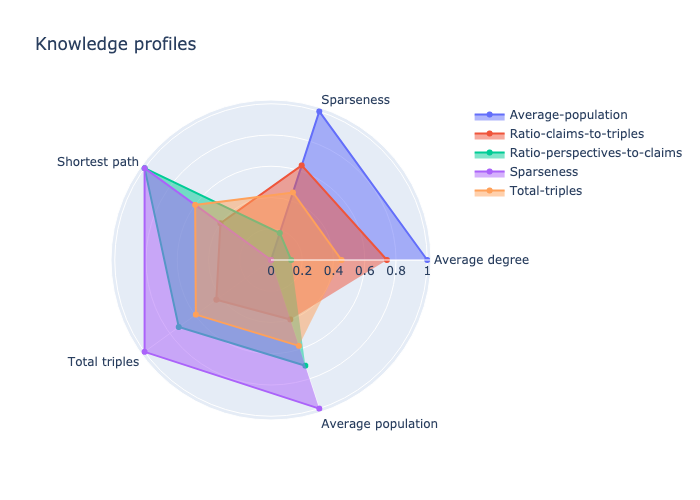 Knowledge profiles
Sparseness
Average-population
Ratio-claims-to-triples
Ratio-perspectives-to-claims
Sparseness
Total-triples
Shortest path
Average degree
0 0.2 0.4 0.6 0.8 1
Total triples
Average population